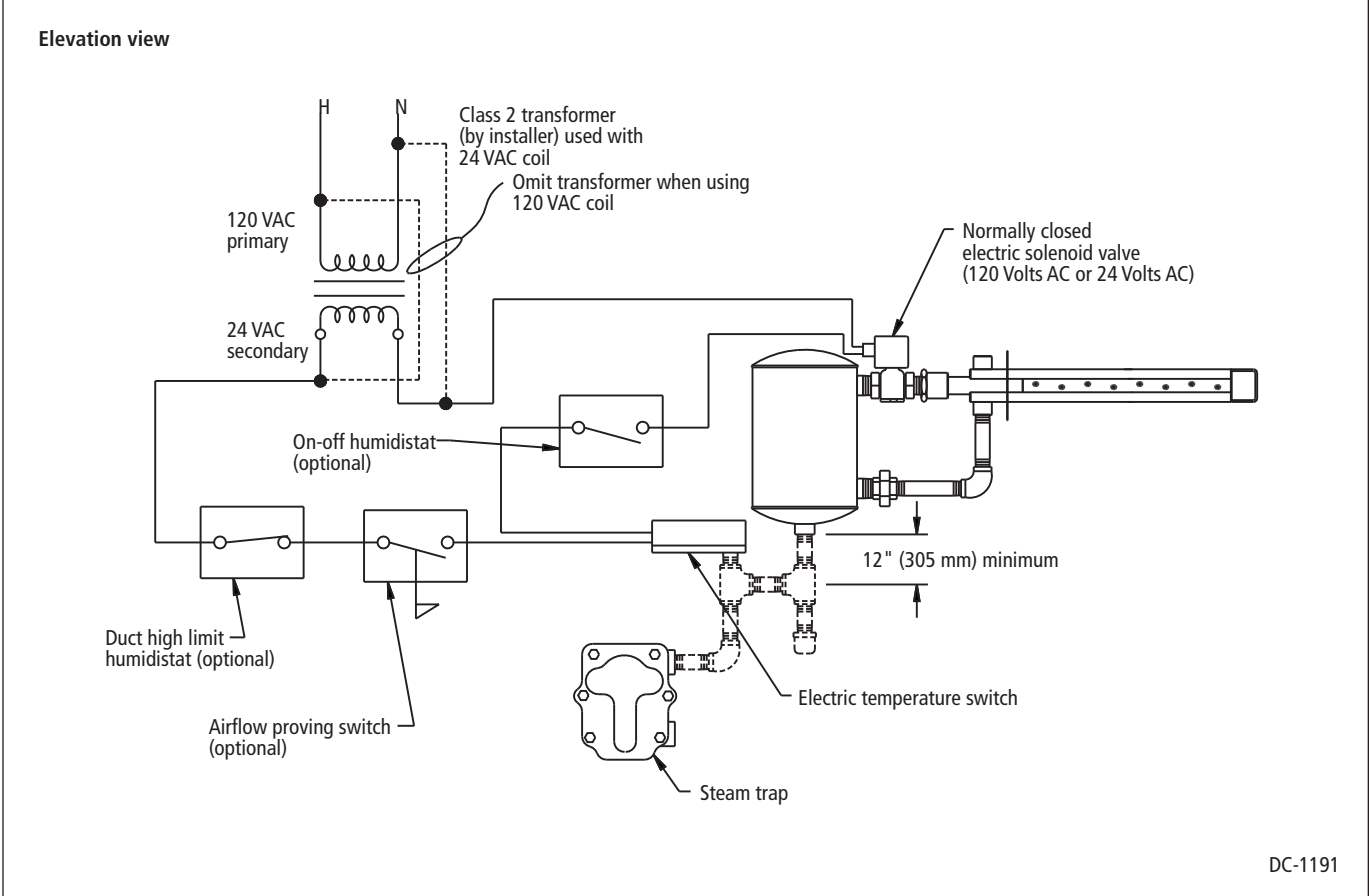 Elevation view
H
N
Class 2 transformer
(by installer) used with
24 VAC coil
Omit transformer when using
120 VAC coil
120 VAC
primary
Normally closed
electric solenoid valve
(120 Volts AC or 24 Volts AC)
24 VAC
secondary
On-off humidistat
(optional)
12" (305 mm) minimum
Duct high limit
humidistat (optional)
Electric temperature switch
Airflow proving switch
(optional)
Steam trap
DC-1191